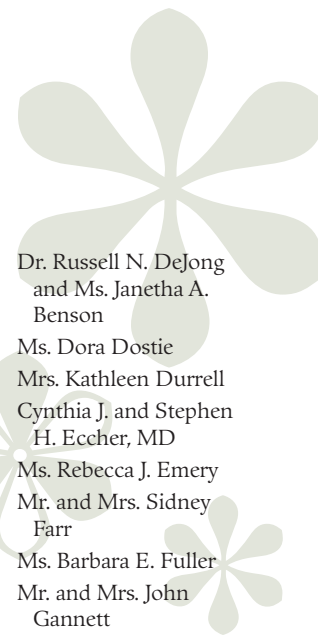 Dr. Russell N. DeJong
and Ms. Janetha A.
Benson
Ms. Dora Dostie
Mrs. Kathleen Durrell
Cynthia J. and Stephen
H. Eccher, MD
Ms. Rebecca J. Emery
Mr. and Mrs. Sidney
Farr
Ms. Barbara E. Fuller
Mr. and Mrs. John
Gannett